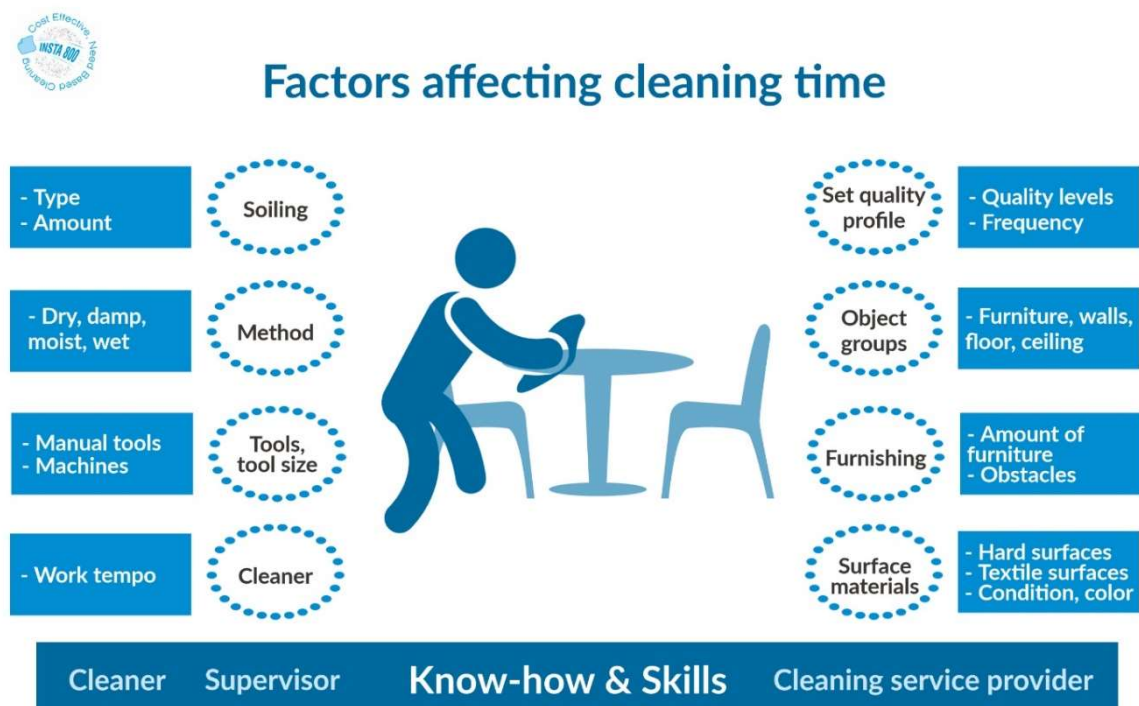 Cost Effective, Need Based Cleaning
INSTA 800
Factors affecting cleaning time
- Type
- Amount
Soiling
- Dry, damp,
moist, wet
Method
- Manual tools
- Machines
Tools,
tool size
- Work tempo
Cleaner
Set quality
profile
- Quality levels
- Frequency
Object
groups
- Furniture, walls,
floor, ceiling
Furnishing
- Amount of
furniture
- Obstacles
Surface
materials
- Hard surfaces
- Textile surfaces
- Condition, color
Cleaner Supervisor Know-how & Skills Cleaning service provider